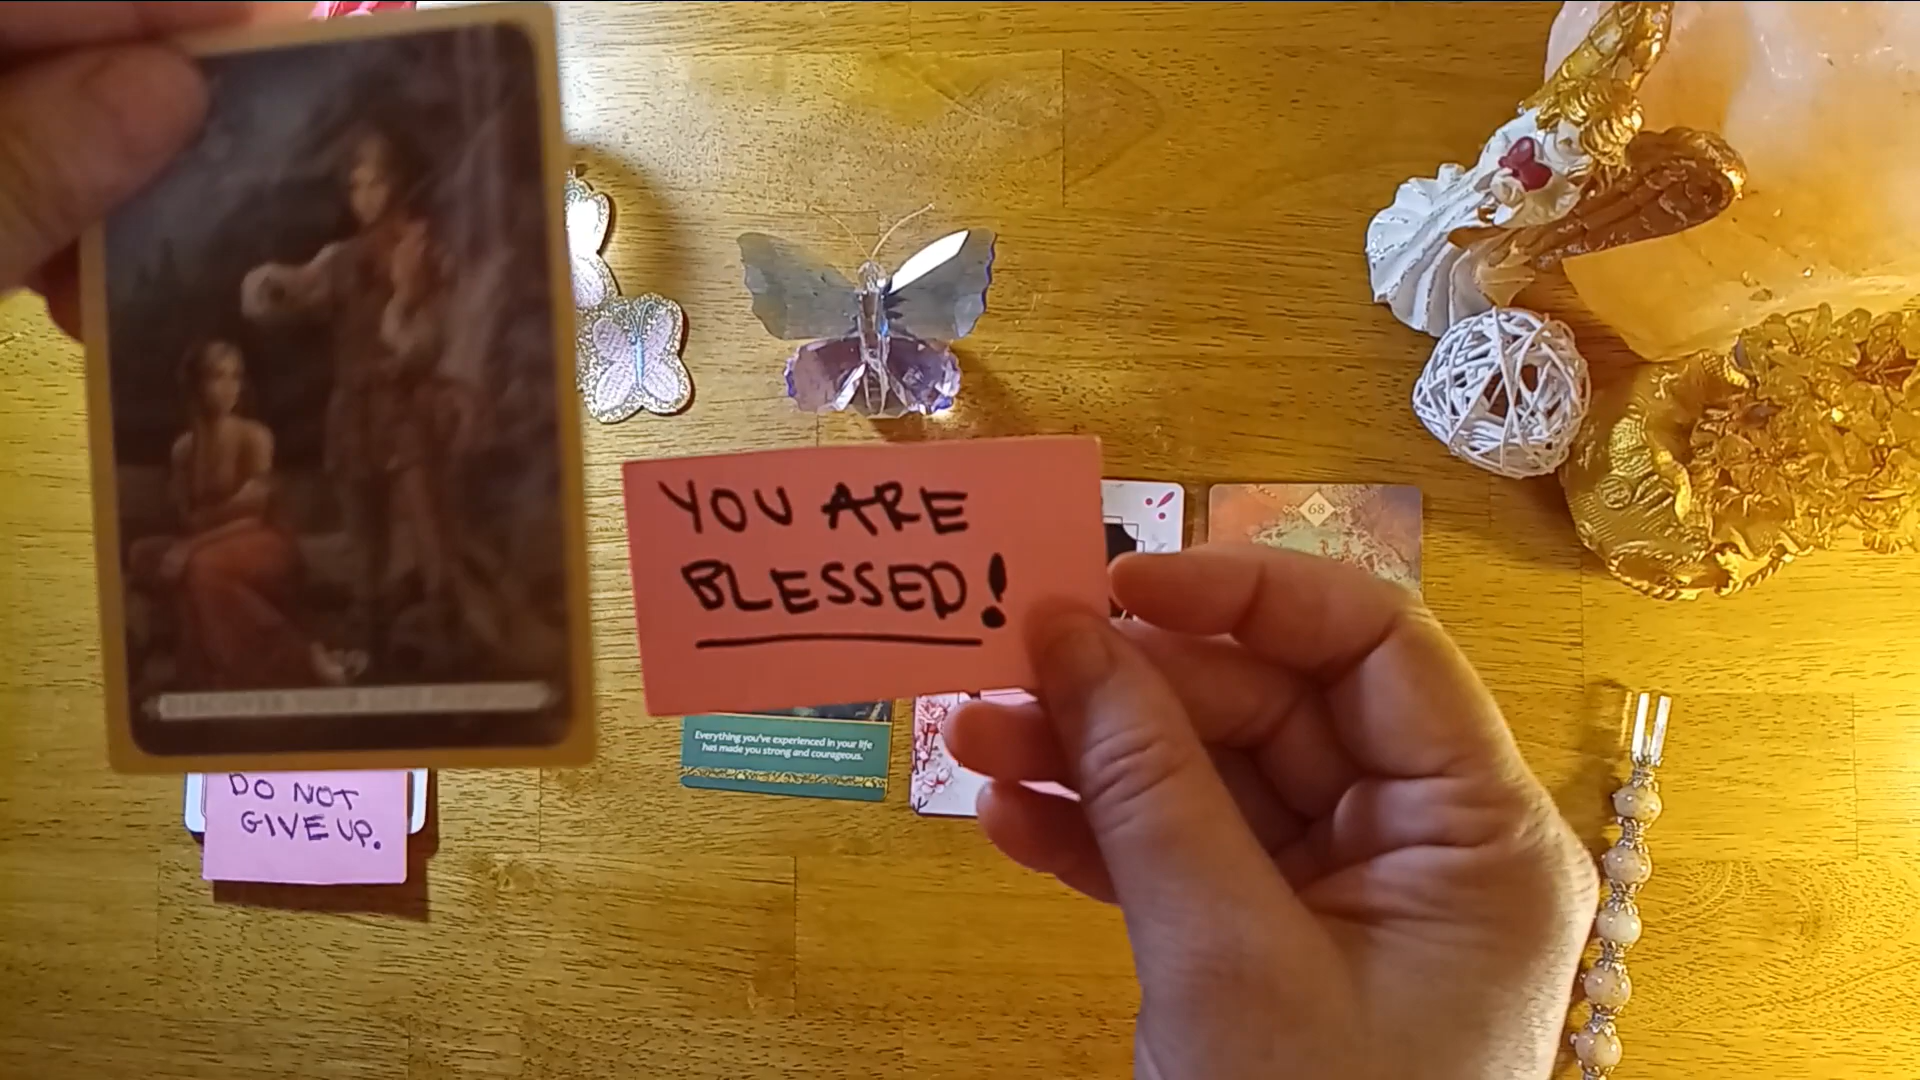 YOU ARE
BLESSED!
68
Everything you've experienced in your life
has made you strong and courageous.
DO NOT
GIVE UP.